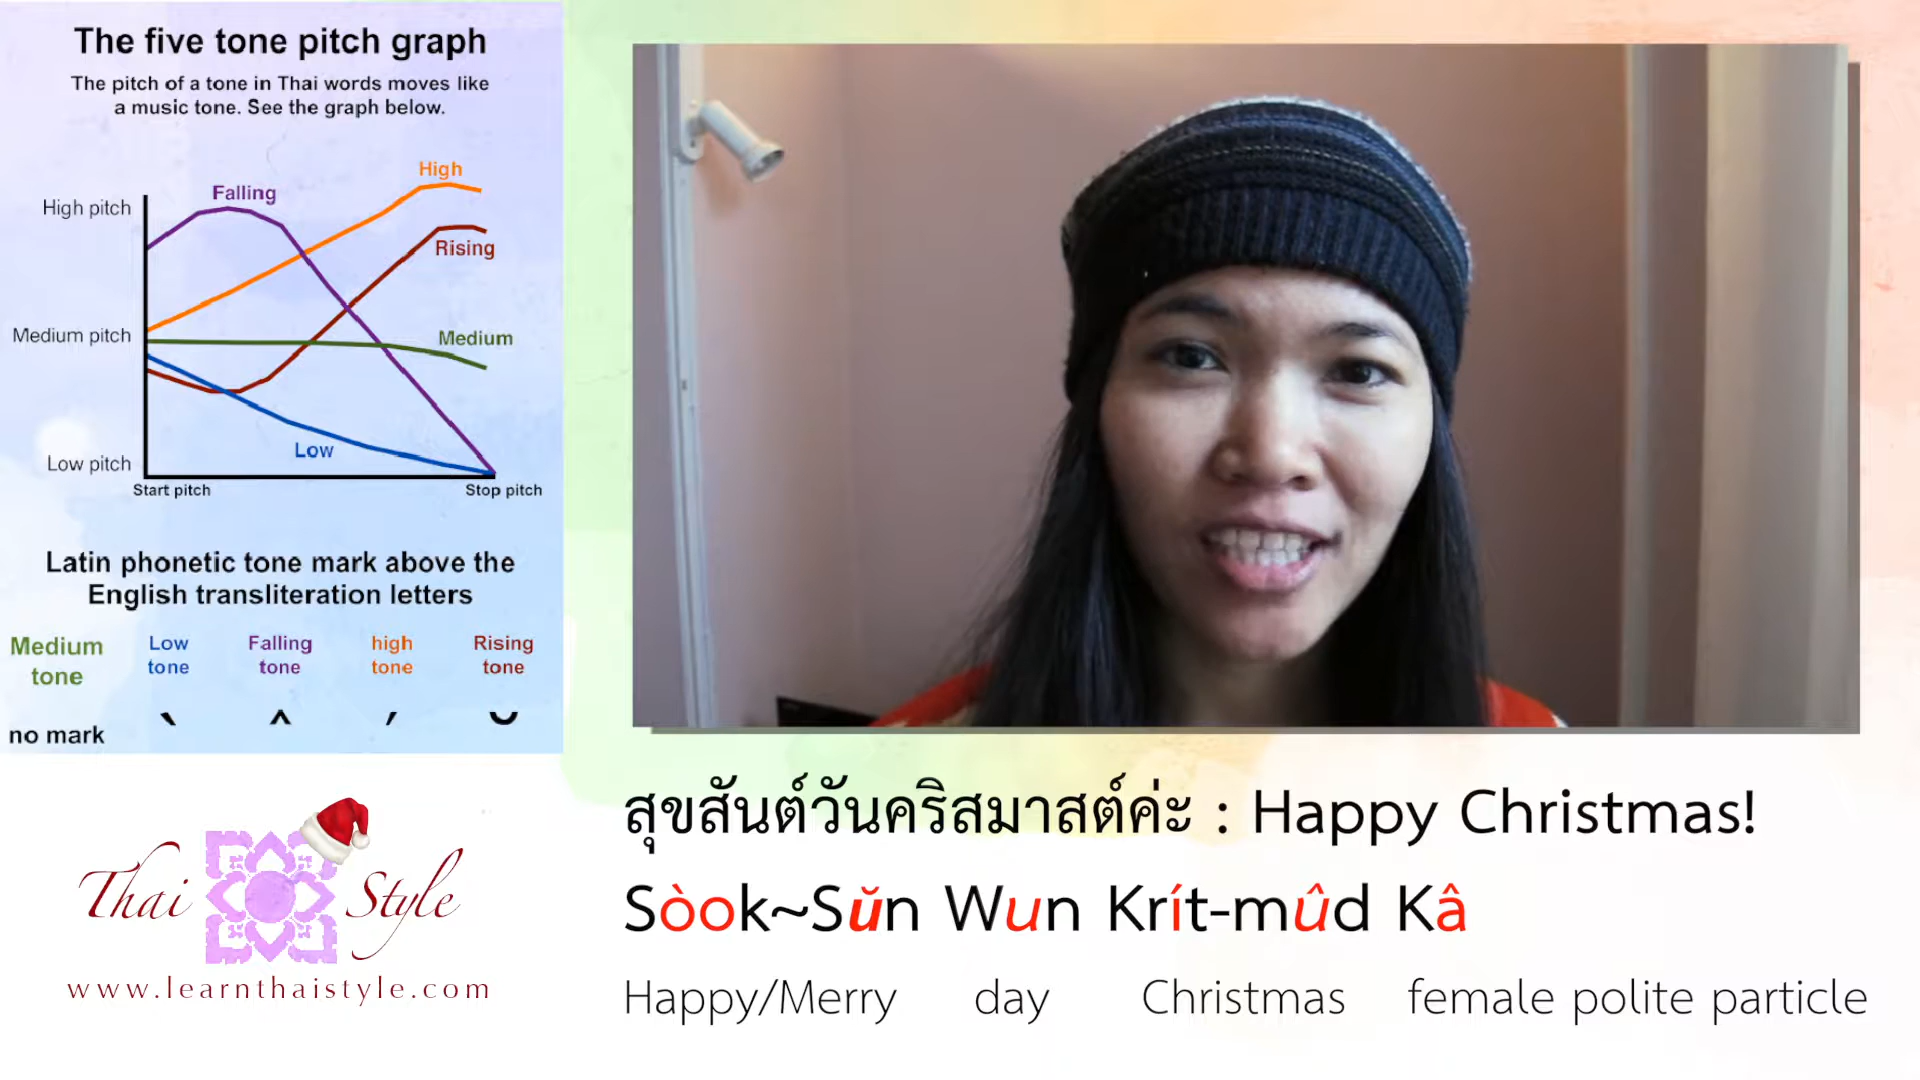 The five tone pitch graph
The pitch of a tone in Thai words moves like
a music tone. See the graph below.
High
Falling
High pitch
Rising
Medium pitch
Medium
Low
Low pitch
Start pitch
Stop pitch
Latin phonetic tone mark above the
English transliteration letters
Medium tone
Low tone
Falling tone
high tone
Rising tone
no mark
ˋ
ˆ
ˊ
˘
Thai Style
www.learnthaistyle.com
สุขสันต์วันคริสมาสต์ค่ะ : Happy Christmas!
Sòok~Sŭn Wun Krít-mûd Kâ
Happy/Merry day Christmas female polite particle